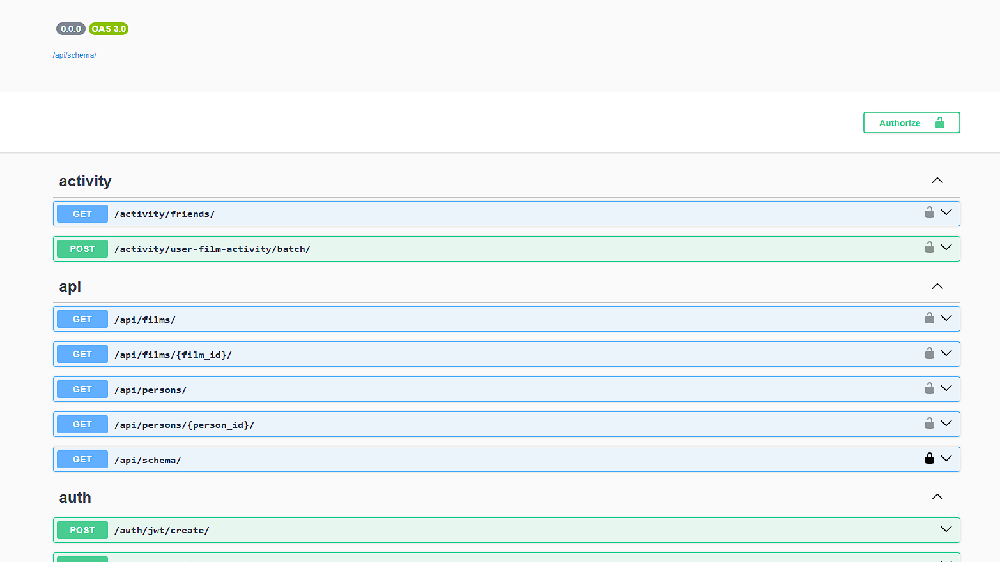 0.0.0 OAS 3.0
/api/schema/
Authorize
activity
GET /activity/friends/
POST /activity/user-film-activity/batch/
api
GET /api/films/
GET /api/films/{film_id}/
GET /api/persons/
GET /api/persons/{person_id}/
GET /api/schema/
auth
POST /auth/jwt/create/